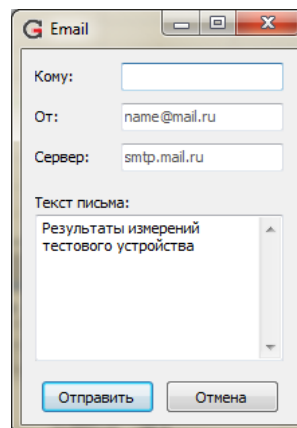 Email
Кому:
От: name@mail.ru
Сервер: smtp.mail.ru
Текст письма:
Результаты измерений
тестового устройства
Отправить Отмена